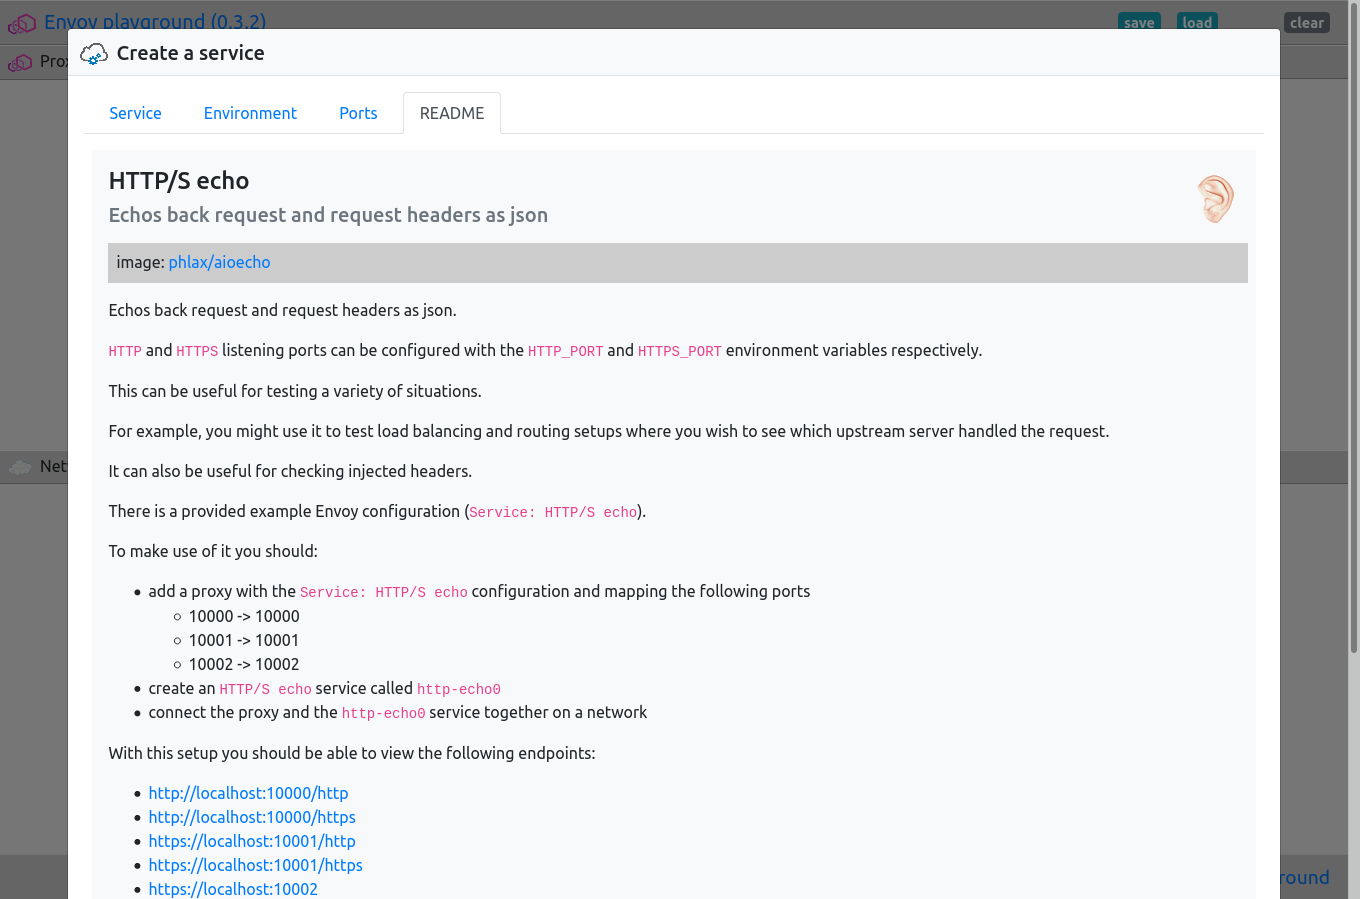 Envoy playground (0.3.2)
save
load
clear
Create a service
Service
Environment
Ports
README
HTTP/S echo
Echos back request and request headers as json
image: phlax/aioecho
Echos back request and request headers as json.
HTTP and HTTPS listening ports can be configured with the HTTP_PORT and HTTPS_PORT environment variables respectively.
This can be useful for testing a variety of situations.
For example, you might use it to test load balancing and routing setups where you wish to see which upstream server handled the request.
It can also be useful for checking injected headers.
There is a provided example Envoy configuration (Service: HTTP/S echo).
To make use of it you should:
add a proxy with the Service: HTTP/S echo configuration and mapping the following ports
10000 -> 10000
10001 -> 10001
10002 -> 10002
create an HTTP/S echo service called http-echo0
connect the proxy and the http-echo0 service together on a network
With this setup you should be able to view the following endpoints:
http://localhost:10000/http
http://localhost:10000/https
https://localhost:10001/http
https://localhost:10001/https
https://localhost:10002